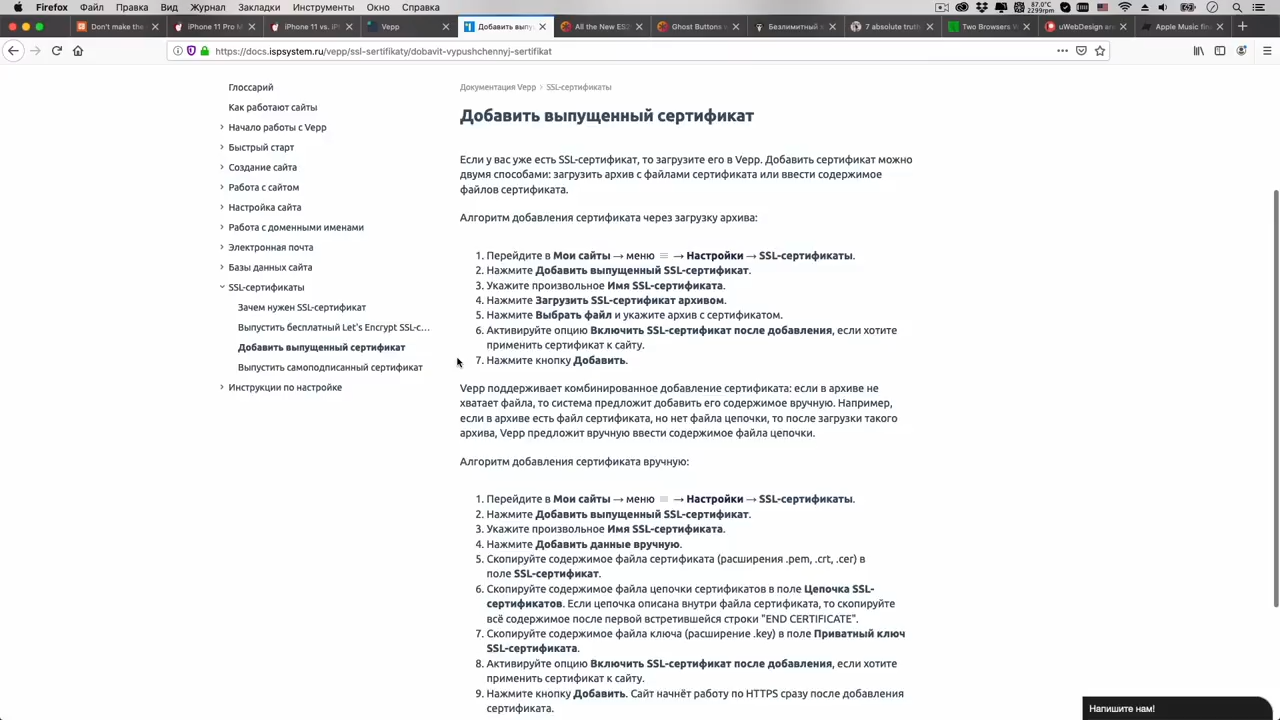 Firefox Файл Правка Вид Журнал Закладки Инструменты Окно Справка
87.0°C
2299rpm
Don't make the
iPhone 11 Pro M
iPhone 11 vs. iP
Vepp
Добавить выпу
All the New ES2
Ghost Buttons w
Безлимитный х
7 absolute truth
Two Browsers W
uWebDesign are
Apple Music
https://docs.ispsystem.ru/vepp/ssl-sertifikaty/dobavit-vypushchennyj-sertifikat
Глоссарий
Как работают сайты
Начало работы с Vepp
Быстрый старт
Создание сайта
Работа с сайтом
Настройка сайта
Работа с доменными именами
Электронная почта
Базы данных сайта
SSL-сертификаты
Зачем нужен SSL-сертификат
Выпустить бесплатный Let's Encrypt SSL-с...
Добавить выпущенный сертификат
Выпустить самоподписанный сертификат
Инструкции по настройке
Документация Vepp › SSL-сертификаты
Добавить выпущенный сертификат
Если у вас уже есть SSL-сертификат, то загрузите его в Vepp. Добавить сертификат можно
двумя способами: загрузить архив с файлами сертификата или ввести содержимое
файлов сертификата.
Алгоритм добавления сертификата через загрузку архива:
1. Перейдите в Мои сайты → меню ≡ → Настройки → SSL-сертификаты.
2. Нажмите Добавить выпущенный SSL-сертификат.
3. Укажите произвольное Имя SSL-сертификата.
4. Нажмите Загрузить SSL-сертификат архивом.
5. Нажмите Выбрать файл и укажите архив с сертификатом.
6. Активируйте опцию Включить SSL-сертификат после добавления, если хотите
применить сертификат к сайту.
7. Нажмите кнопку Добавить.
Vepp поддерживает комбинированное добавление сертификата: если в архиве не
хватает файла, то система предложит добавить его содержимое вручную. Например,
если в архиве есть файл сертификата, но нет файла цепочки, то после загрузки такого
архива, Vepp предложит вручную ввести содержимое файла цепочки.
Алгоритм добавления сертификата вручную:
1. Перейдите в Мои сайты → меню ≡ → Настройки → SSL-сертификаты.
2. Нажмите Добавить выпущенный SSL-сертификат.
3. Укажите произвольное Имя SSL-сертификата.
4. Нажмите Добавить данные вручную.
5. Скопируйте содержимое файла сертификата (расширения .pem, .crt, .cer) в
поле SSL-сертификат.
6. Скопируйте содержимое файла цепочки сертификатов в поле Цепочка SSL-
сертификатов. Если цепочка описана внутри файла сертификата, то скопируйте
всё содержимое после первой встретившейся строки "END CERTIFICATE".
7. Скопируйте содержимое файла ключа (расширение .key) в поле Приватный ключ
SSL-сертификата.
8. Активируйте опцию Включить SSL-сертификат после добавления, если хотите
применить сертификат к сайту.
9. Нажмите кнопку Добавить. Сайт начнёт работу по HTTPS сразу после добавления
сертификата.
Напишите нам!